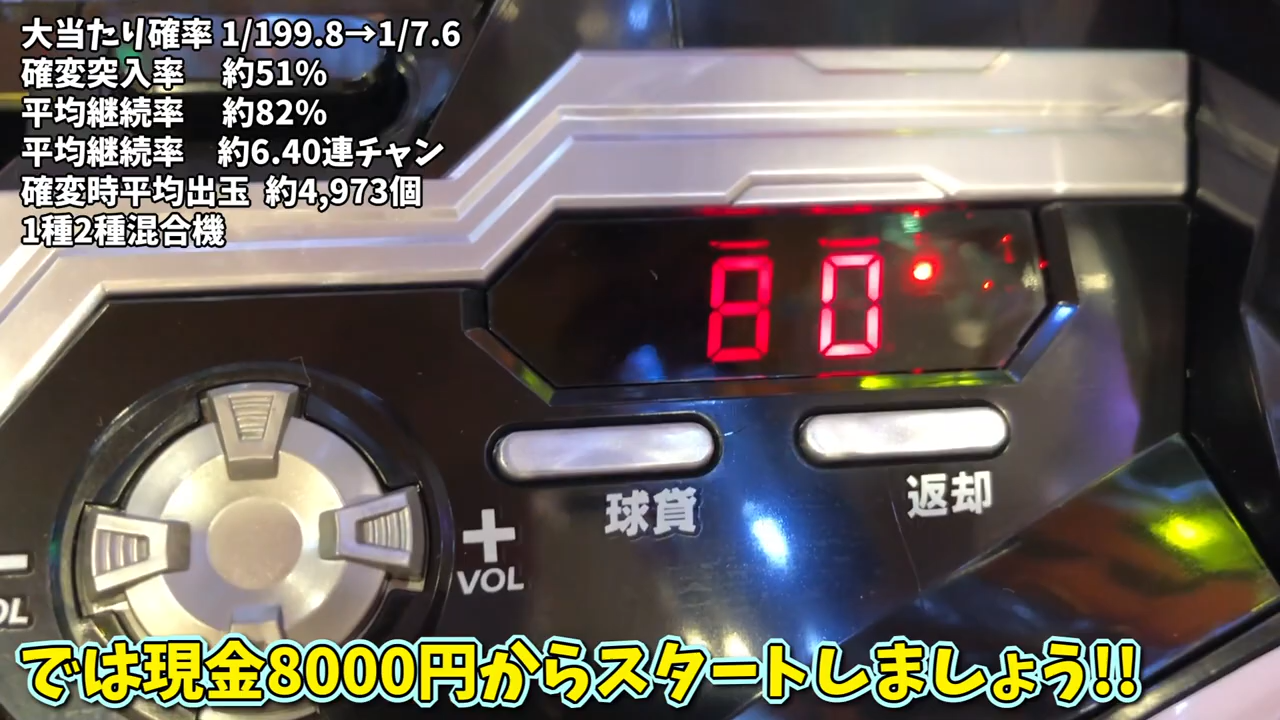 大当たり確率 1/199.8→1/7.6
確変突入率 約51%
平均継続率 約82%
平均継続率 約6.40連チャン
確変時平均出玉 約4,973個
1種2種混合機
80
球貸
返却
+
VOL
-
OL
では現金8000円からスタートしましょう!!